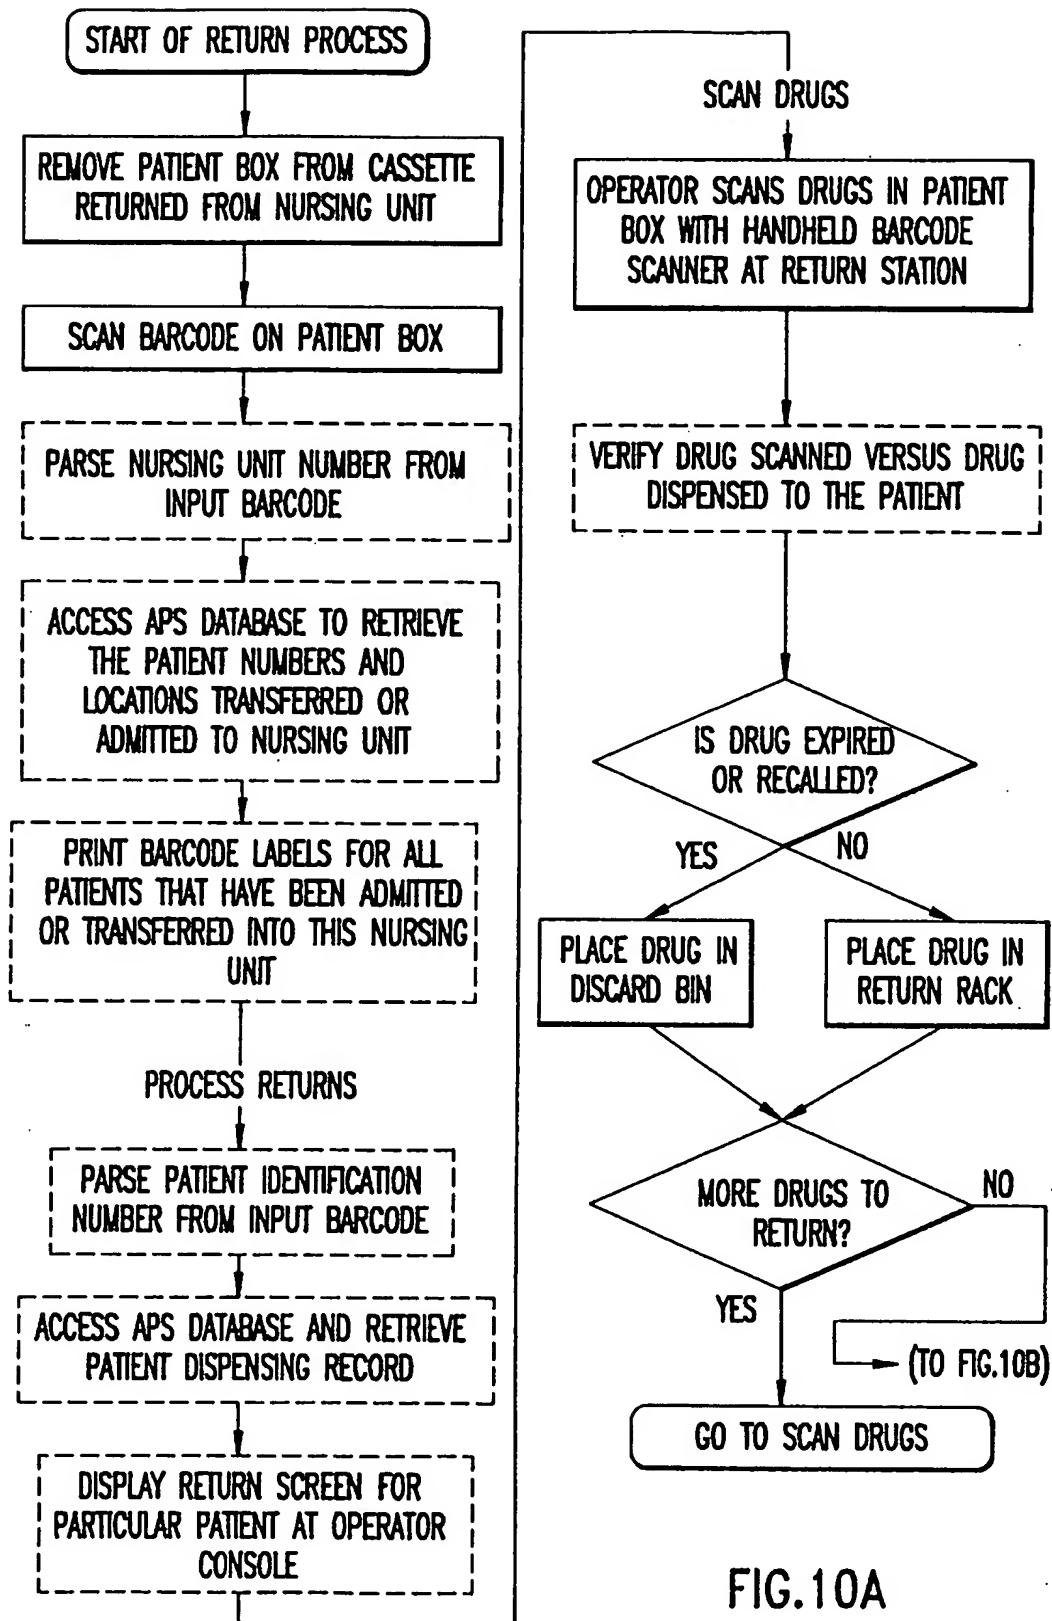 START OF RETURN PROCESS
REMOVE PATIENT BOX FROM CASSETTE
RETURNED FROM NURSING UNIT
SCAN BARCODE ON PATIENT BOX
PARSE NURSING UNIT NUMBER FROM
INPUT BARCODE
ACCESS APS DATABASE TO RETRIEVE
THE PATIENT NUMBERS AND
LOCATIONS TRANSFERRED OR
ADMITTED TO NURSING UNIT
PRINT BARCODE LABELS FOR ALL
PATIENTS THAT HAVE BEEN ADMITTED
OR TRANSFERRED INTO THIS NURSING
UNIT
PROCESS RETURNS
PARSE PATIENT IDENTIFICATION
NUMBER FROM INPUT BARCODE
ACCESS APS DATABASE AND RETRIEVE
PATIENT DISPENSING RECORD
DISPLAY RETURN SCREEN FOR
PARTICULAR PATIENT AT OPERATOR
CONSOLE
SCAN DRUGS
OPERATOR SCANS DRUGS IN PATIENT
BOX WITH HANDHELD BARCODE
SCANNER AT RETURN STATION
VERIFY DRUG SCANNED VERSUS DRUG
DISPENSED TO THE PATIENT
IS DRUG EXPIRED
OR RECALLED?
YES
NO
PLACE DRUG IN
DISCARD BIN
PLACE DRUG IN
RETURN RACK
MORE DRUGS TO
RETURN?
NO
YES
(TO FIG.10B)
GO TO SCAN DRUGS
FIG.10A